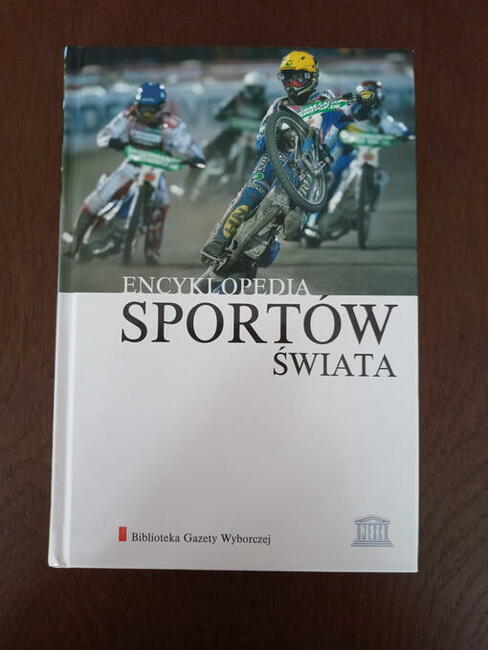 ENCYKLOPEDIA
SPORTÓW
ŚWIATA
Biblioteka Gazety Wyborczej